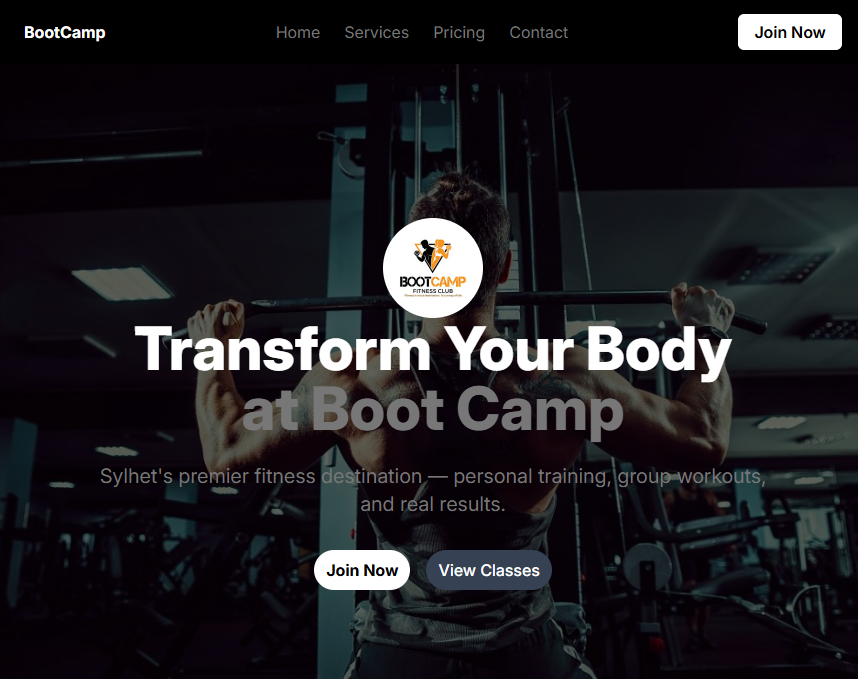 BootCamp
Home Services Pricing Contact
Join Now
BOOTCAMP
FITNESS CLUB
Transform Your Body
at Boot Camp
Sylhet's premier fitness destination — personal training, group workouts,
and real results.
Join Now
View Classes